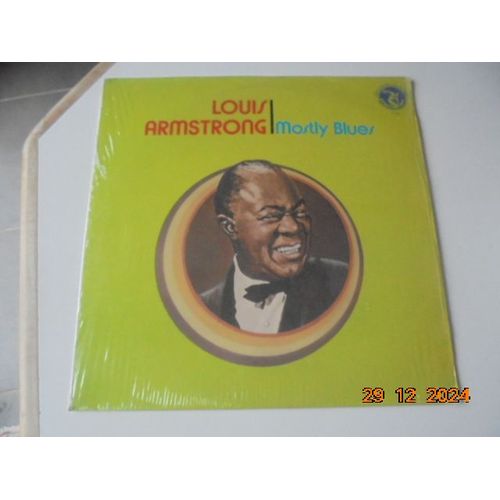 LOUIS
ARMSTRONG
Mostly Blues
29 12 2024